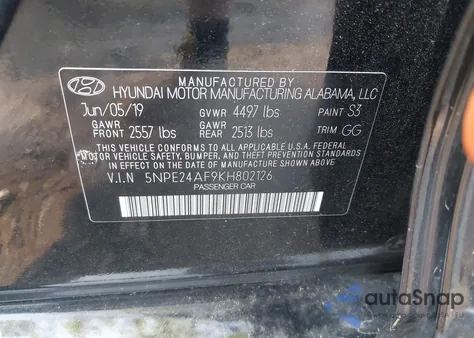 MANUFACTURED BY
HYUNDAI MOTOR MANUFACTURING ALABAMA, LLC
Jun/05/19 GVWR 4497 lbs PAINT S3
GAWR FRONT 2557 lbs GAWR REAR 2513 lbs TRIM GG
THIS VEHICLE CONFORMS TO ALL APPLICABLE U.S.A. FEDERAL
MOTOR VEHICLE SAFETY, BUMPER, AND THEFT PREVENTION STANDARDS
IN EFFECT ON THE DATE OF MANUFACTURE SHOWN ABOVE.
V.I.N 5NPE24AF9KH802126
PASSENGER CAR
autoSnap